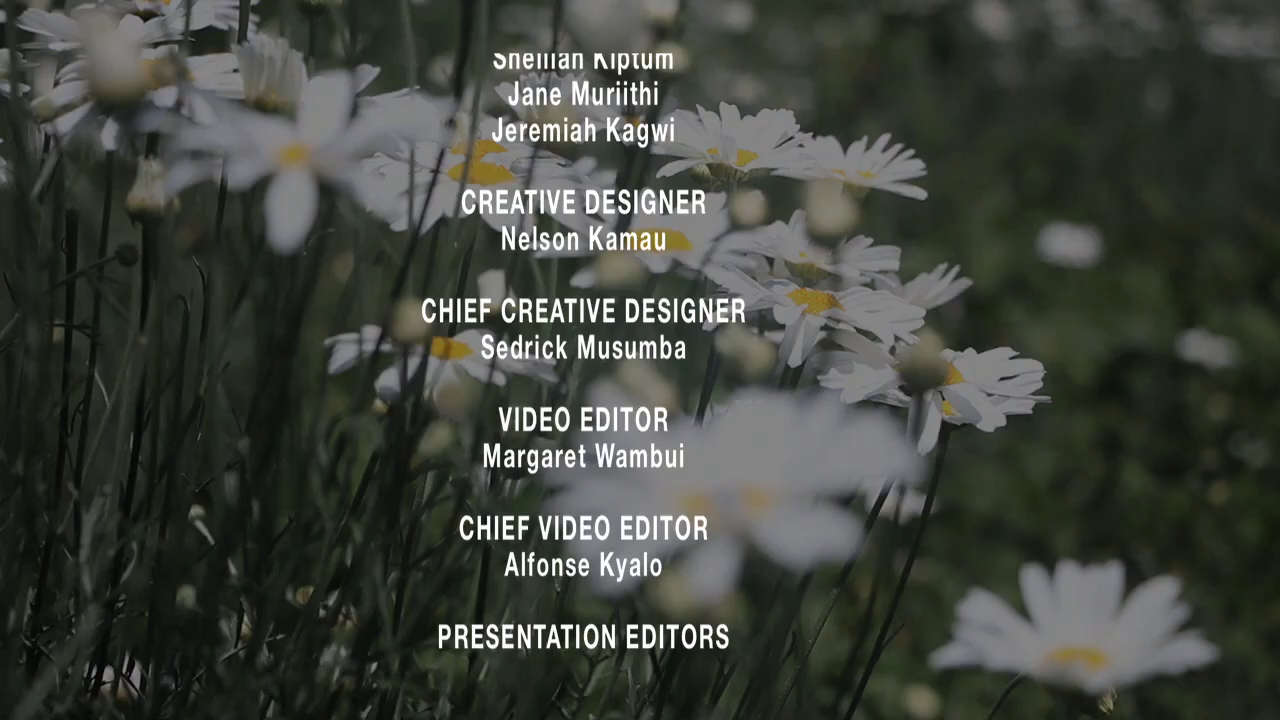 Kiptum
Jane Muriithi
Jeremiah Kagwi
CREATIVE DESIGNER
Nelson Kamau
CHIEF CREATIVE DESIGNER
Sedrick Musumba
VIDEO EDITOR
Margaret Wambui
CHIEF VIDEO EDITOR
Alfonse Kyalo
PRESENTATION EDITORS